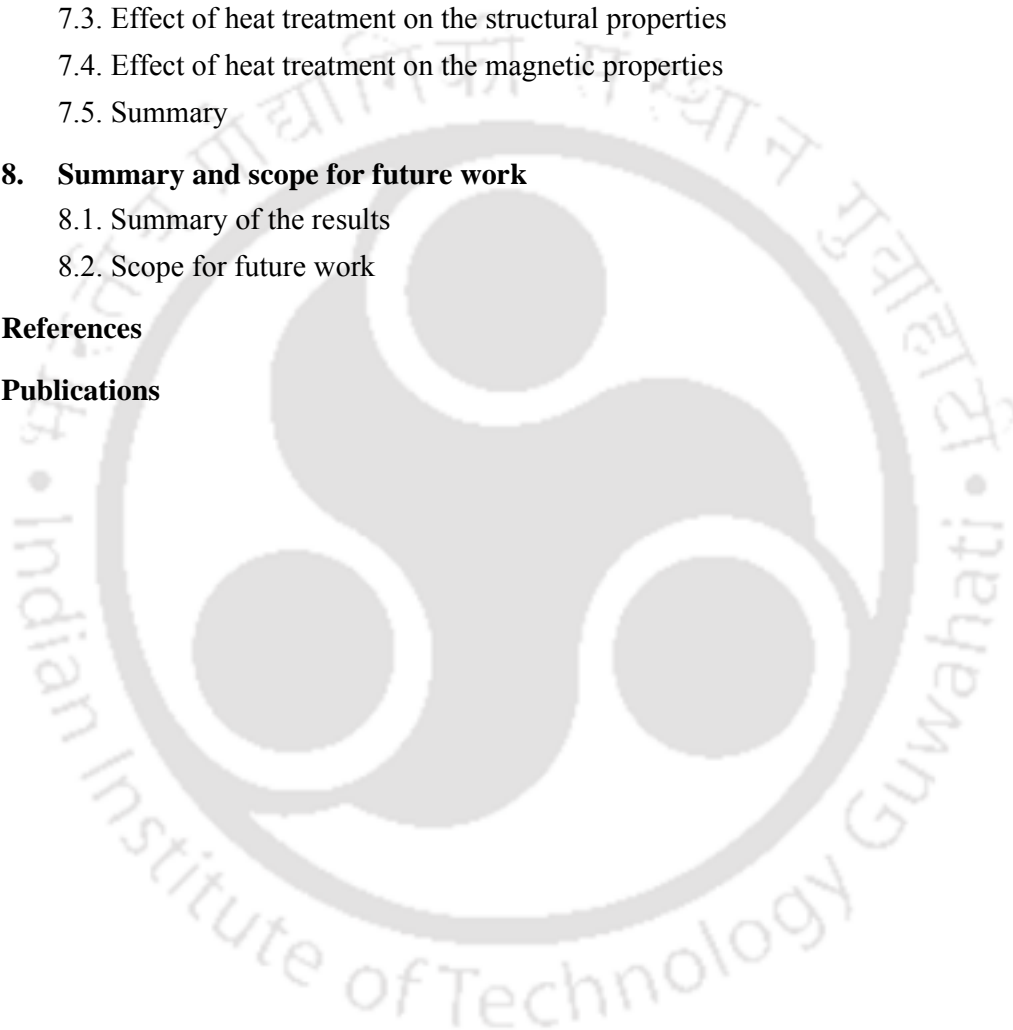 7.3. Effect of heat treatment on the structural properties
7.4. Effect of heat treatment on the magnetic properties
7.5. Summary
8. Summary and scope for future work
8.1. Summary of the results
8.2. Scope for future work
References
Publications
Indian Institute of Technology Guwahati